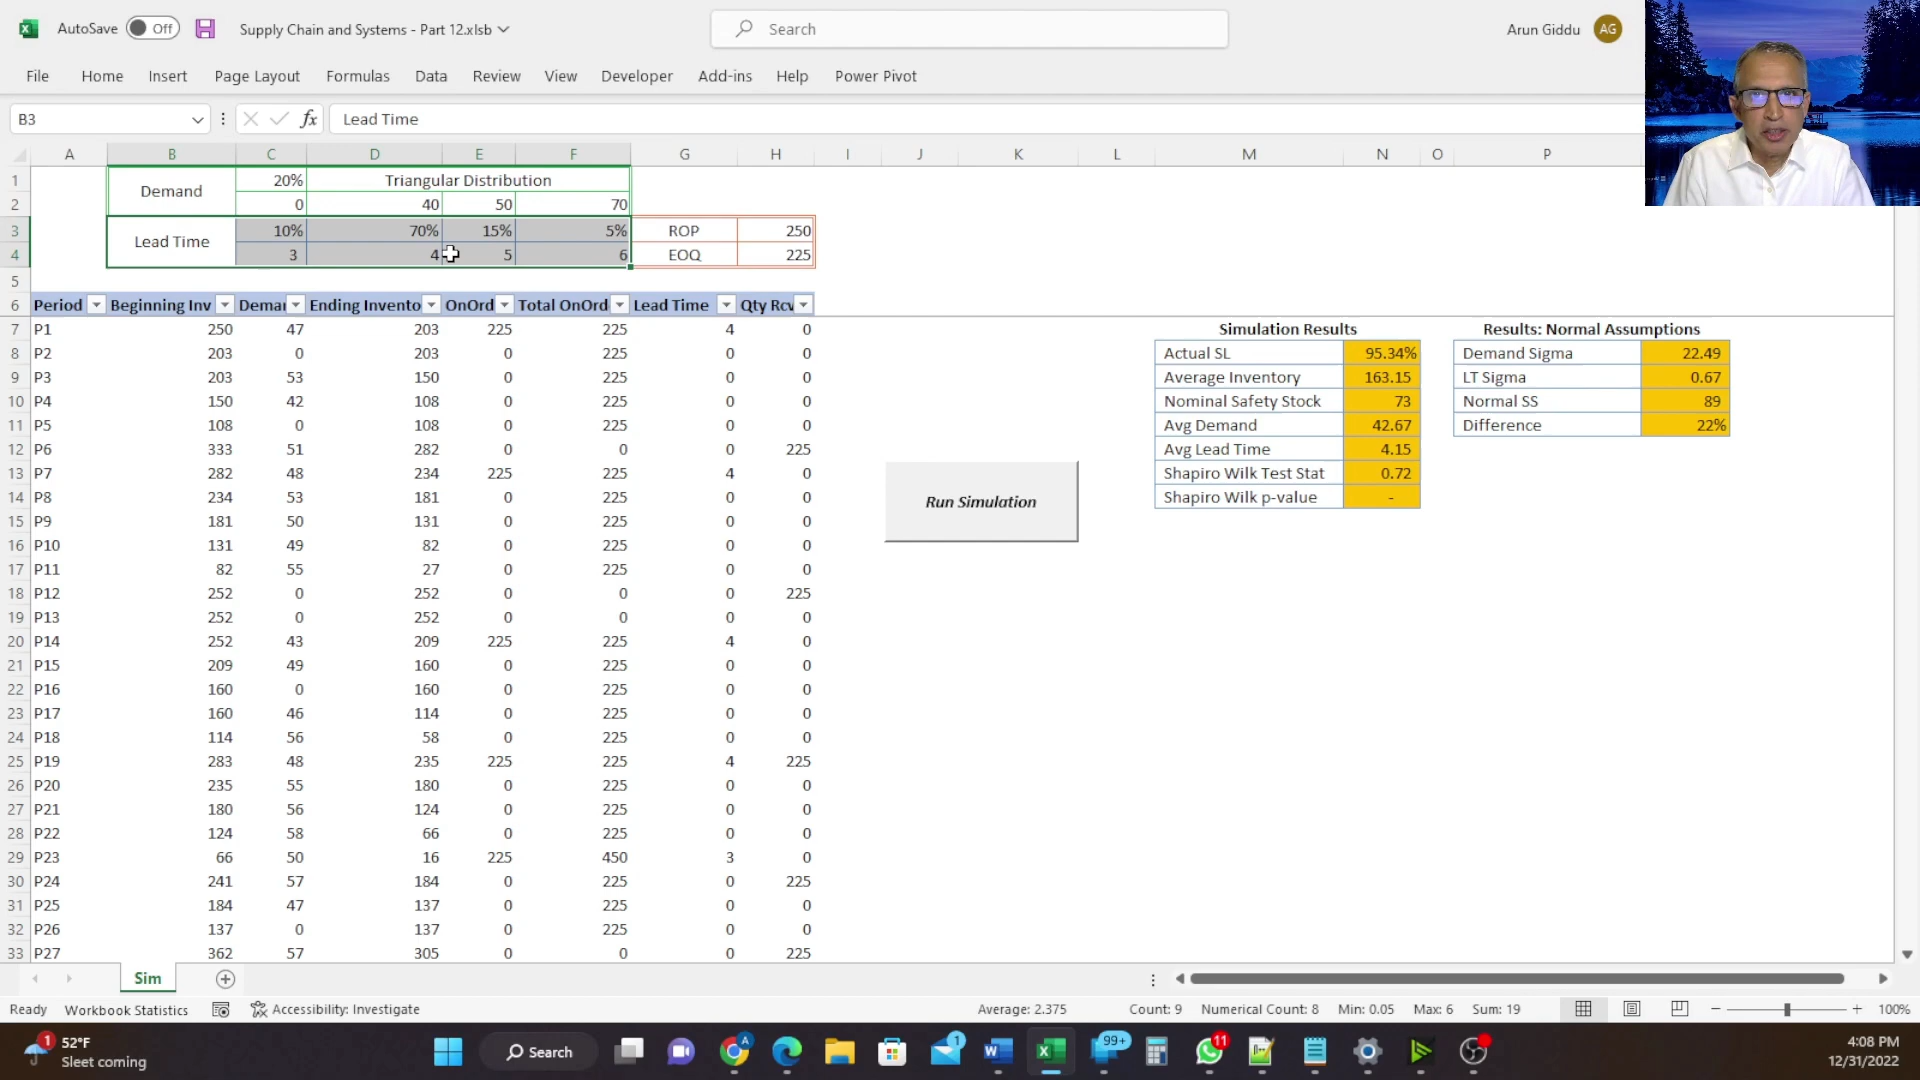 AutoSave Off Supply Chain and Systems - Part 12.xlsb Search Arun Giddu AG
File Home Insert Page Layout Formulas Data Review View Developer Add-ins Help Power Pivot
B3 fx Lead Time
A B C D E F G H I J K L M N O P
1 Demand 20% Triangular Distribution
2 0 40 50 70
3 Lead Time 10% 70% 15% 5% ROP 250
4 3 4 5 6 EOQ 225
5
6 Period Beginning Inv Demar Ending Invento OnOrd Total OnOrd Lead Time Qty Rcv
7 P1 250 47 203 225 225 4 0 Simulation Results Results: Normal Assumptions
8 P2 203 0 203 0 225 0 0 Actual SL 95.34% Demand Sigma 22.49
9 P3 203 53 150 0 225 0 0 Average Inventory 163.15 LT Sigma 0.67
10 P4 150 42 108 0 225 0 0 Nominal Safety Stock 73 Normal SS 89
11 P5 108 0 108 0 225 0 0 Avg Demand 42.67 Difference 22%
12 P6 333 51 282 0 0 0 225 Avg Lead Time 4.15
13 P7 282 48 234 225 225 4 0 Shapiro Wilk Test Stat 0.72
14 P8 234 53 181 0 225 0 0 Run Simulation Shapiro Wilk p-value -
15 P9 181 50 131 0 225 0 0
16 P10 131 49 82 0 225 0 0
17 P11 82 55 27 0 225 0 0
18 P12 252 0 252 0 0 0 225
19 P13 252 0 252 0 0 0 0
20 P14 252 43 209 225 225 4 0
21 P15 209 49 160 0 225 0 0
22 P16 160 0 160 0 225 0 0
23 P17 160 46 114 0 225 0 0
24 P18 114 56 58 0 225 0 0
25 P19 283 48 235 225 225 4 225
26 P20 235 55 180 0 225 0 0
27 P21 180 56 124 0 225 0 0
28 P22 124 58 66 0 225 0 0
29 P23 66 50 16 225 450 3 0
30 P24 241 57 184 0 225 0 225
31 P25 184 47 137 0 225 0 0
32 P26 137 0 137 0 225 0 0
33 P27 362 57 305 0 0 0 225
Sim
Ready Workbook Statistics Accessibility: Investigate Average: 2.375 Count: 9 Numerical Count: 8 Min: 0.05 Max: 6 Sum: 19 100%
1 52°F Search A 1 99+ 11 4:08 PM
Sleet coming 12/31/2022